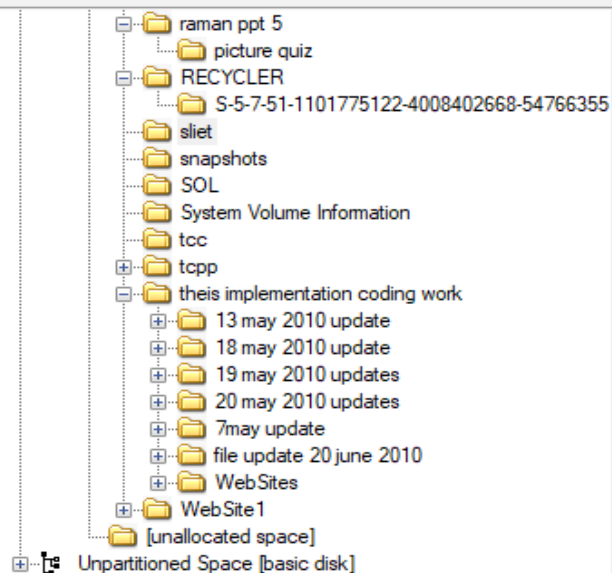 raman ppt 5
picture quiz
RECYCLER
S-5-7-51-1101775122-4008402668-54766355
sliet
snapshots
SOL
System Volume Information
tcc
tcpp
theis implementation coding work
13 may 2010 update
18 may 2010 update
19 may 2010 updates
20 may 2010 updates
7may update
file update 20 june 2010
WebSites
WebSite1
[unallocated space]
Unpartitioned Space [basic disk]